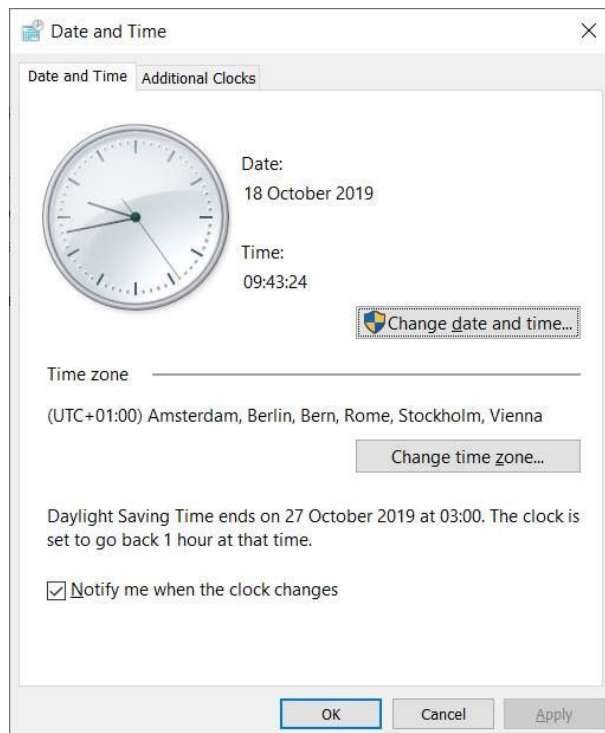 Date and Time
Date and Time
Additional Clocks
Date:
18 October 2019
Time:
09:43:24
Change date and time...
Time zone
(UTC+01:00) Amsterdam, Berlin, Bern, Rome, Stockholm, Vienna
Change time zone...
Daylight Saving Time ends on 27 October 2019 at 03:00. The clock is
set to go back 1 hour at that time.
Notify me when the clock changes
OK
Cancel
Apply